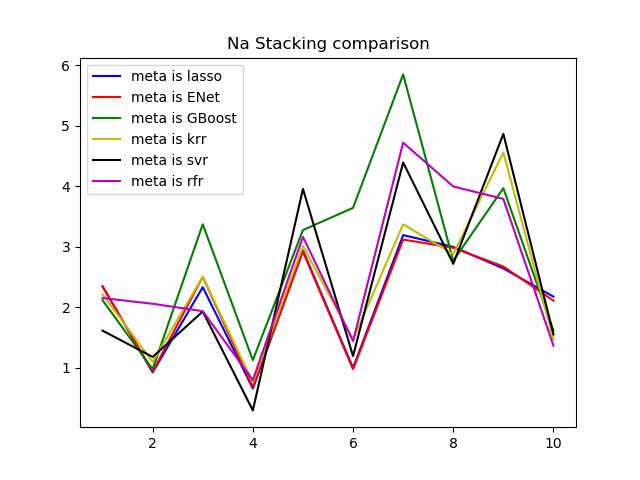 Na Stacking comparison
meta is lasso
meta is ENet
meta is GBoost
meta is krr
meta is svr
meta is rfr
6
5
4
3
2
1
2 4 6 8 10